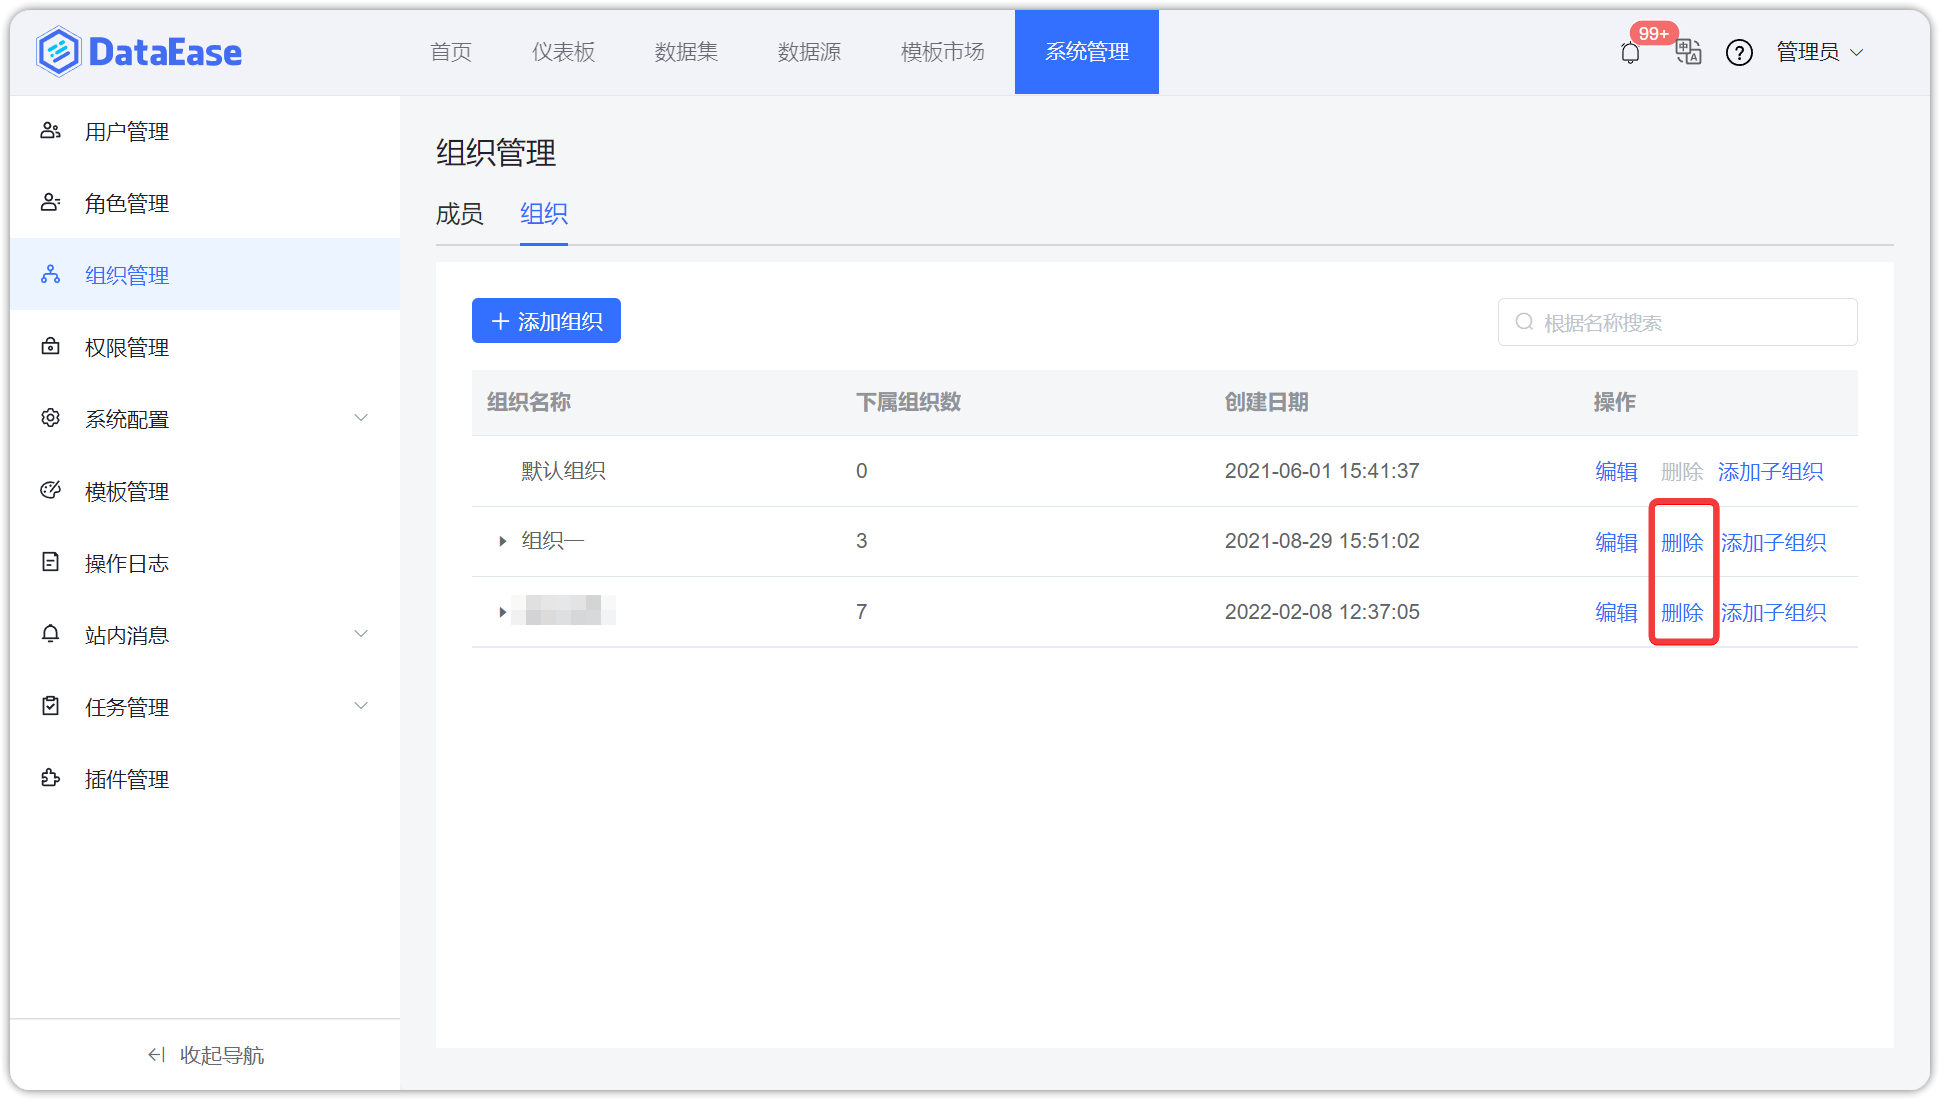 DataEase 首页 仪表板 数据集 数据源 模板市场 系统管理 99+ 中 A ? 管理员
用户管理
角色管理
组织管理
权限管理
系统配置
模板管理
操作日志
站内消息
任务管理
插件管理
收起导航
组织管理
成员 组织
添加组织 根据名称搜索
组织名称 下属组织数 创建日期 操作
默认组织 0 2021-06-01 15:41:37 编辑 删除 添加子组织
组织一 3 2021-08-29 15:51:02 编辑 删除 添加子组织
7 2022-02-08 12:37:05 编辑 删除 添加子组织